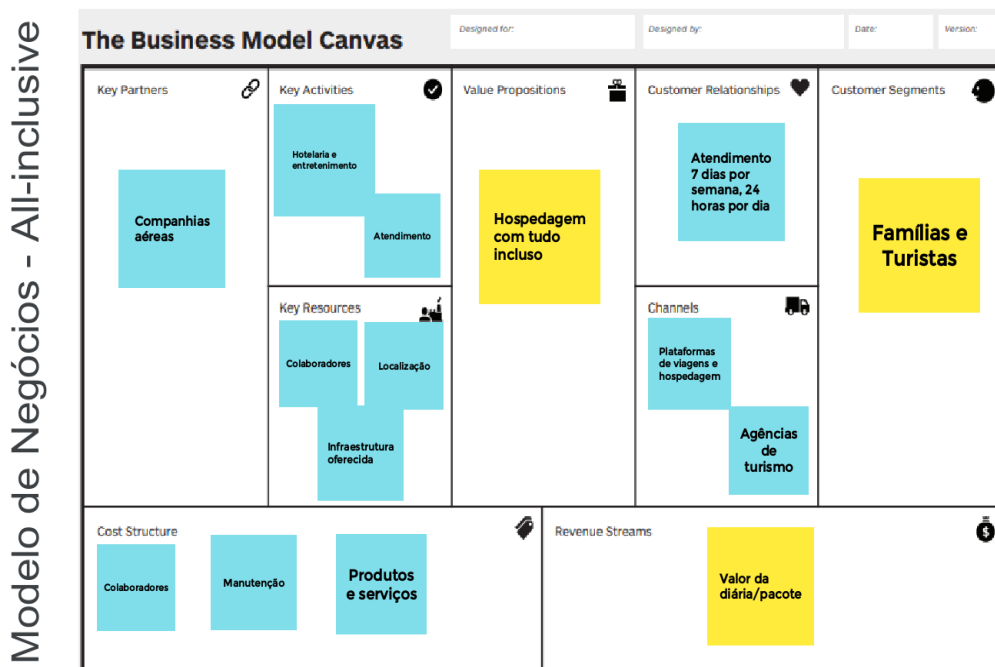 Modelo de Negócios - All-inclusive
The Business Model Canvas
Designed for:
Designed by:
Date:
Version:
Key Partners
Companhias
aéreas
Key Activities
Hotelaria e
entretenimento
Atendimento
Key Resources
Colaboradores
Localização
Infraestrutura
oferecida
Value Propositions
Hospedagem
com tudo
incluso
Customer Relationships
Atendimento
7 dias por
semana, 24
horas por dia
Channels
Plataformas
de viagens e
hospedagem
Agências
de
turismo
Customer Segments
Famílias e
Turistas
Cost Structure
Colaboradores
Manutenção
Produtos
e serviços
Revenue Streams
Valor da
diária/pacote